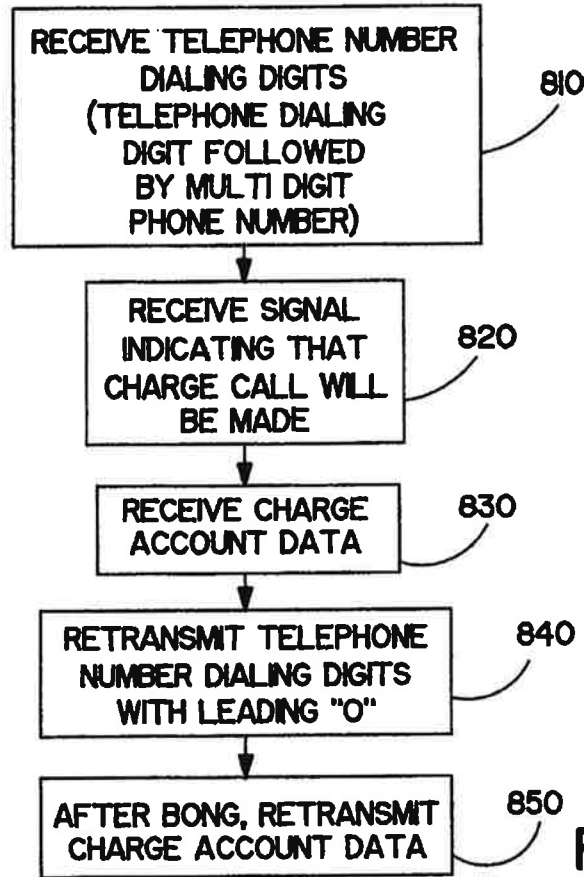 RECEIVE TELEPHONE NUMBER
DIALING DIGITS
(TELEPHONE DIALING
DIGIT FOLLOWED
BY MULTI DIGIT
PHONE NUMBER)
810
RECEIVE SIGNAL
INDICATING THAT
CHARGE CALL WILL
BE MADE
820
RECEIVE CHARGE
ACCOUNT DATA
830
RETRANSMIT TELEPHONE
NUMBER DIALING DIGITS
WITH LEADING "O"
840
AFTER BONG, RETRANSMIT
CHARGE ACCOUNT DATA
850